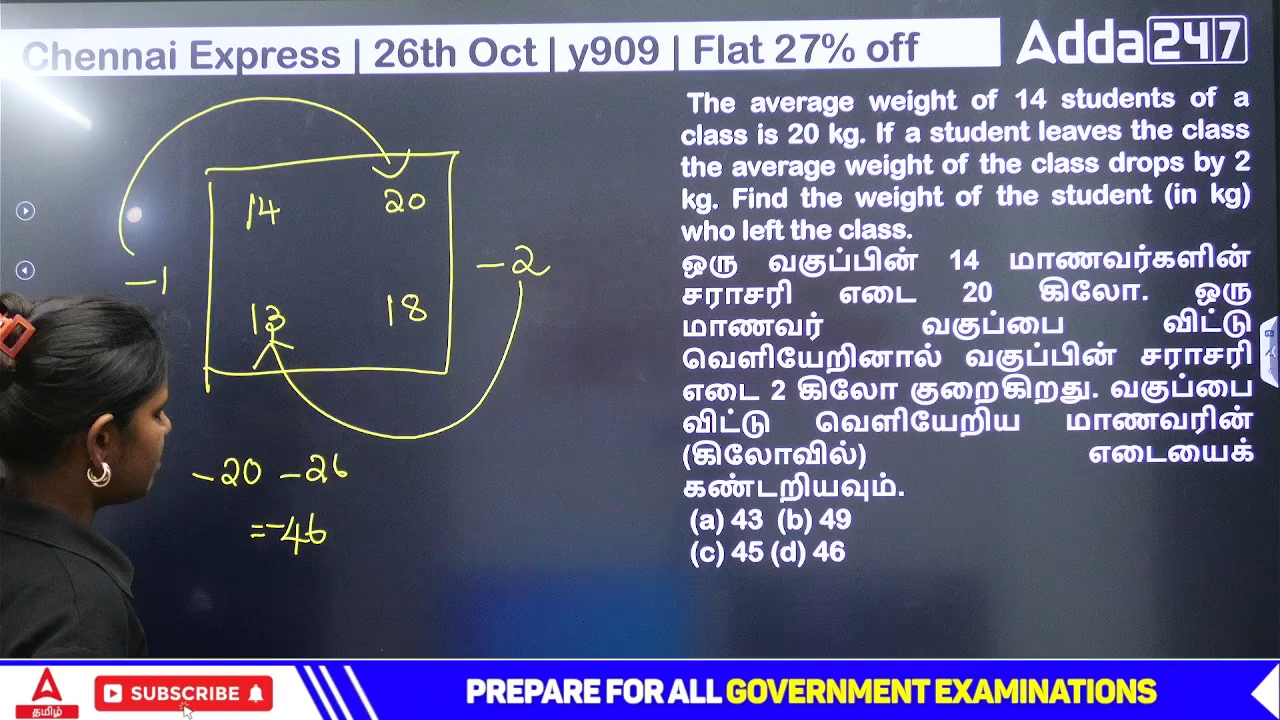 Chennai Express | 26th Oct | y909 | Flat 27% off
Adda247
The average weight of 14 students of a
class is 20 kg. If a student leaves the class
the average weight of the class drops by 2
kg. Find the weight of the student (in kg)
who left the class.
ஒரு வகுப்பின் 14 மாணவர்களின்
சராசரி எடை 20 கிலோ. ஒரு
மாணவர் வகுப்பை விட்டு
வெளியேறினால் வகுப்பின் சராசரி
எடை 2 கிலோ குறைகிறது. வகுப்பை
விட்டு வெளியேறிய மாணவரின்
(கிலோவில்) எடையைக்
கண்டறியவும்.
(a) 43 (b) 49
(c) 45 (d) 46
14 20
-1 -2
13 18
-20 -26
=-46
தமிழ்
SUBSCRIBE
PREPARE FOR ALL GOVERNMENT EXAMINATIONS